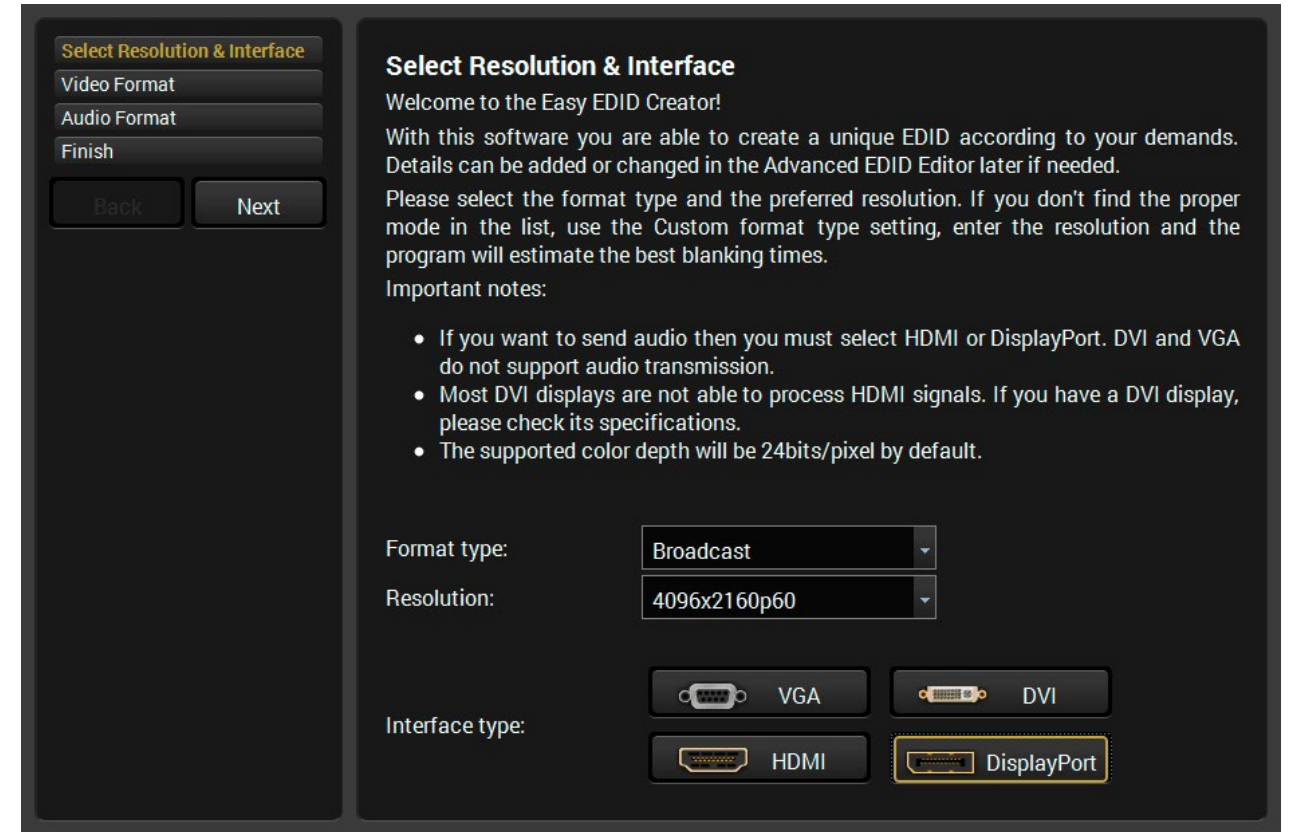 Select Resolution & Interface
Video Format
Audio Format
Finish
Back
Next
Select Resolution & Interface
Welcome to the Easy EDID Creator!
With this software you are able to create a unique EDID according to your demands.
Details can be added or changed in the Advanced EDID Editor later if needed.
Please select the format type and the preferred resolution. If you don't find the proper
mode in the list, use the Custom format type setting, enter the resolution and the
program will estimate the best blanking times.
Important notes:
• If you want to send audio then you must select HDMI or DisplayPort. DVI and VGA
do not support audio transmission.
• Most DVI displays are not able to process HDMI signals. If you have a DVI display,
please check its specifications.
• The supported color depth will be 24bits/pixel by default.
Format type:
Broadcast
Resolution:
4096x2160p60
Interface type:
VGA
DVI
HDMI
DisplayPort